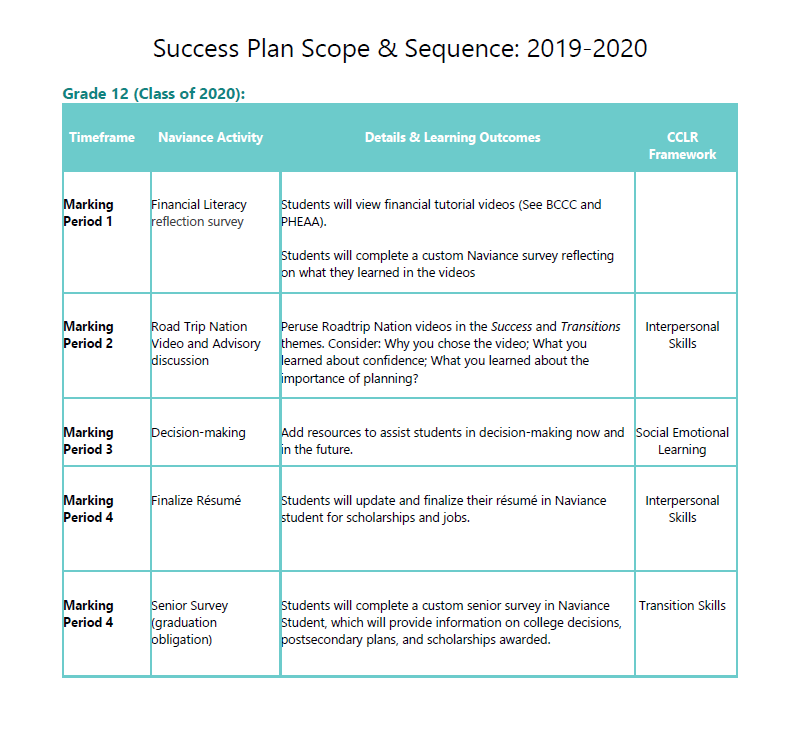 Success Plan Scope & Sequence: 2019-2020
Grade 12 (Class of 2020):
Timeframe
Naviance Activity
Details & Learning Outcomes
CCLR
Framework
Marking
Period 1
Financial Literacy
reflection survey
Students will view financial tutorial videos (See BCCC and
PHEAA).
Students will complete a custom Naviance survey reflecting
on what they learned in the videos
Marking
Period 2
Road Trip Nation
Video and Advisory
discussion
Peruse Roadtrip Nation videos in the Success and Transitions
themes. Consider: Why you chose the video; What you
learned about confidence; What you learned about the
importance of planning?
Interpersonal
Skills
Marking
Period 3
Decision-making
Add resources to assist students in decision-making now and
in the future.
Social Emotional
Learning
Marking
Period 4
Finalize Résumé
Students will update and finalize their résumé in Naviance
student for scholarships and jobs.
Interpersonal
Skills
Marking
Period 4
Senior Survey
(graduation
obligation)
Students will complete a custom senior survey in Naviance
Student, which will provide information on college decisions,
postsecondary plans, and scholarships awarded.
Transition Skills